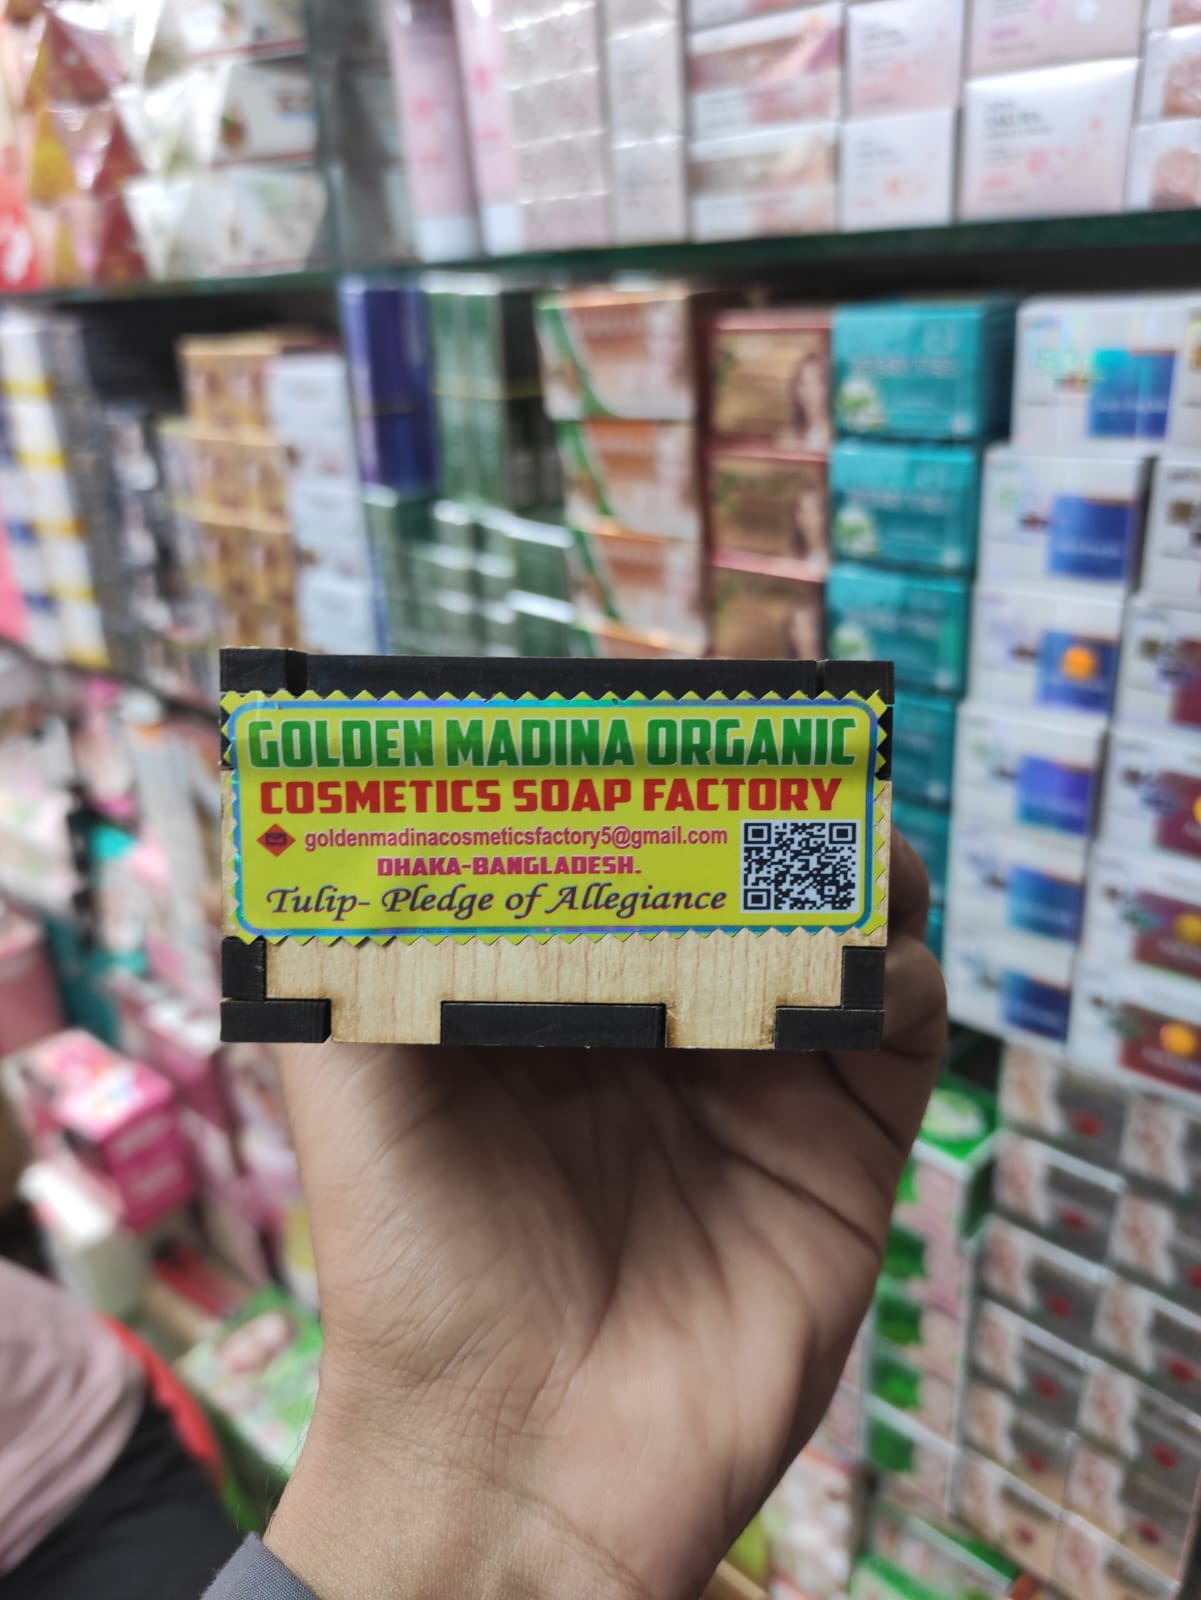 GOLDEN MADINA ORGANIC
COSMETICS SOAP FACTORY
goldenmadinacosmeticsfactory5@gmail.com
DHAKA-BANGLADESH.
Tulip- Pledge of Allegiance